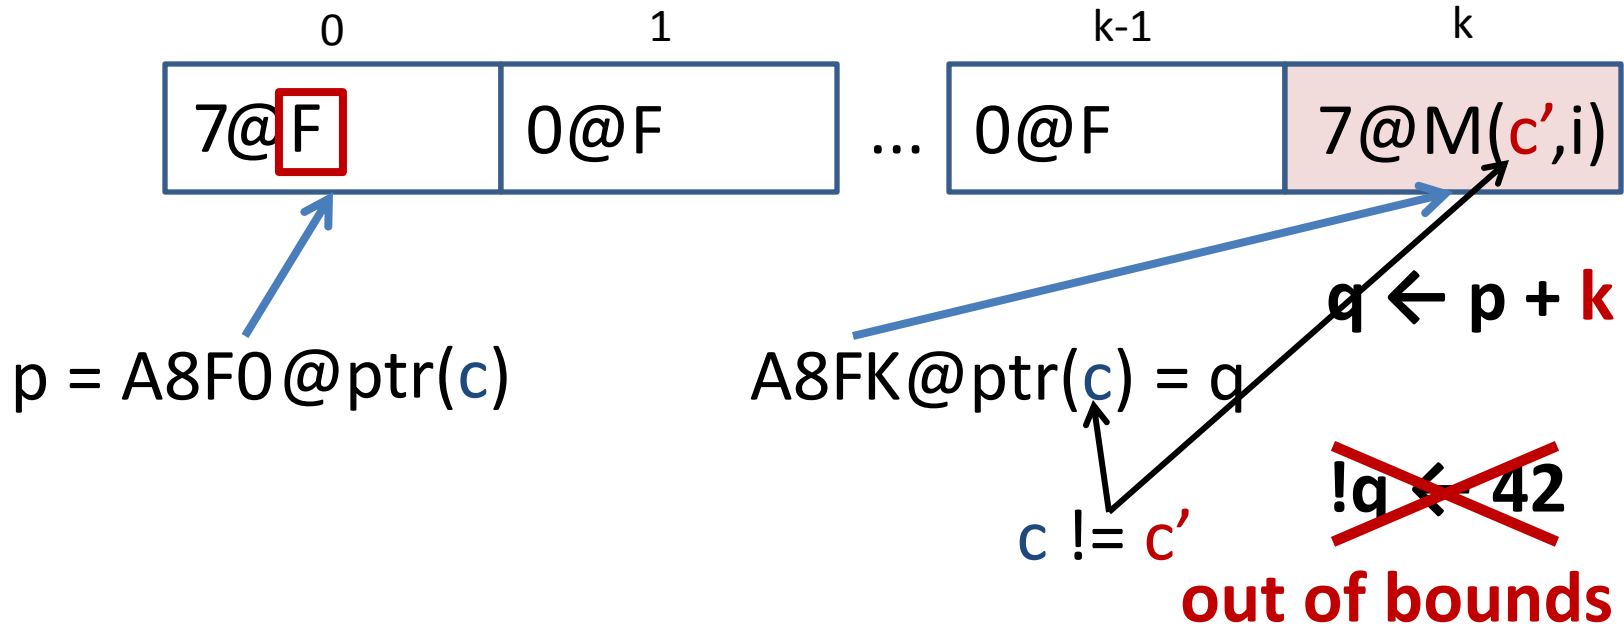 0 1 k-1 k
7@F 0@F ... 0@F 7@M(c’,i)
q ← p + k
p = A8F0@ptr(c) A8FK@ptr(c) = q
!q ← 42
c != c’
out of bounds